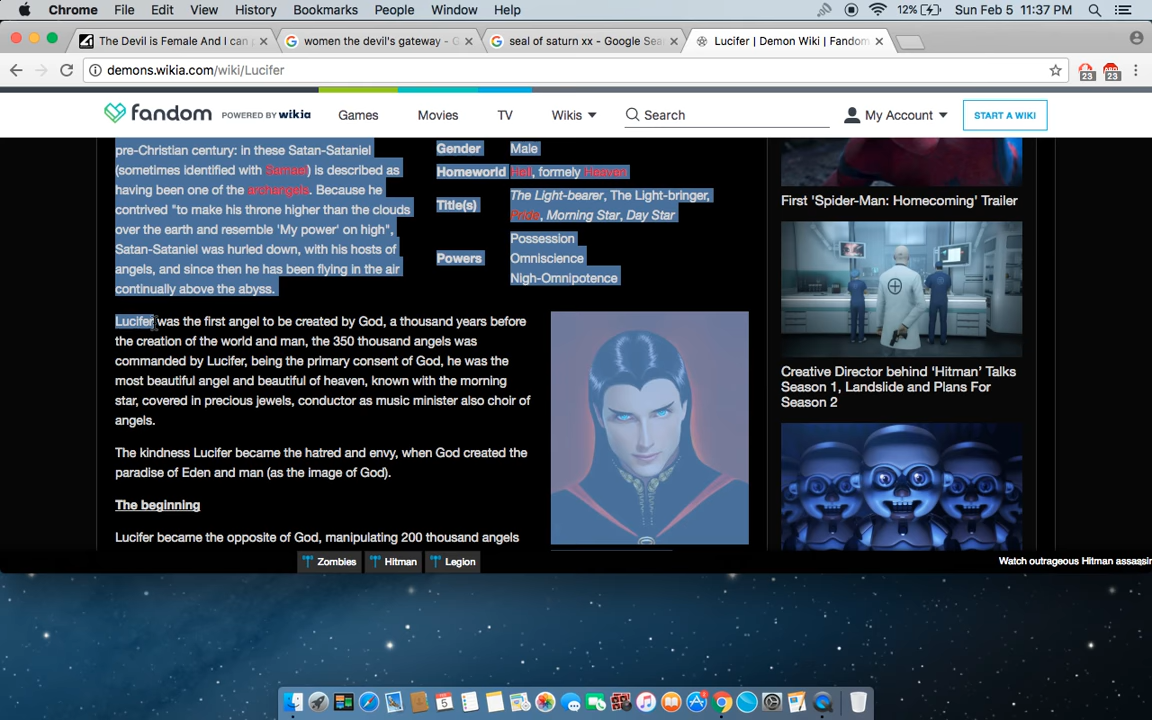 Chrome File Edit View History Bookmarks People Window Help 12% Sun Feb 5 11:37 PM
The Devil is Female And I can p women the devil's gateway - G seal of saturn xx - Google Sea Lucifer | Demon Wiki | Fandom
demons.wikia.com/wiki/Lucifer 23 23
fandom POWERED BY wikia Games Movies TV Wikis Search My Account START A WIKI
pre-Christian century: in these Satan-Sataniel
(sometimes identified with Samael) is described as
having been one of the archangels. Because he
contrived "to make his throne higher than the clouds
over the earth and resemble 'My power' on high",
Satan-Sataniel was hurled down, with his hosts of
angels, and since then he has been flying in the air
continually above the abyss.
Gender Male
Homeworld Hell, formely Heaven
Title(s) The Light-bearer, The Light-bringer,
Pride, Morning Star, Day Star
Powers Possession
Omniscience
Nigh-Omnipotence
Lucifer was the first angel to be created by God, a thousand years before
the creation of the world and man, the 350 thousand angels was
commanded by Lucifer, being the primary consent of God, he was the
most beautiful angel and beautiful of heaven, known with the morning
star, covered in precious jewels, conductor as music minister also choir of
angels.
The kindness Lucifer became the hatred and envy, when God created the
paradise of Eden and man (as the image of God).
The beginning
Lucifer became the opposite of God, manipulating 200 thousand angels
First 'Spider-Man: Homecoming' Trailer
Creative Director behind 'Hitman' Talks
Season 1, Landslide and Plans For
Season 2
Zombies Hitman Legion
Watch outrageous Hitman assassin
5